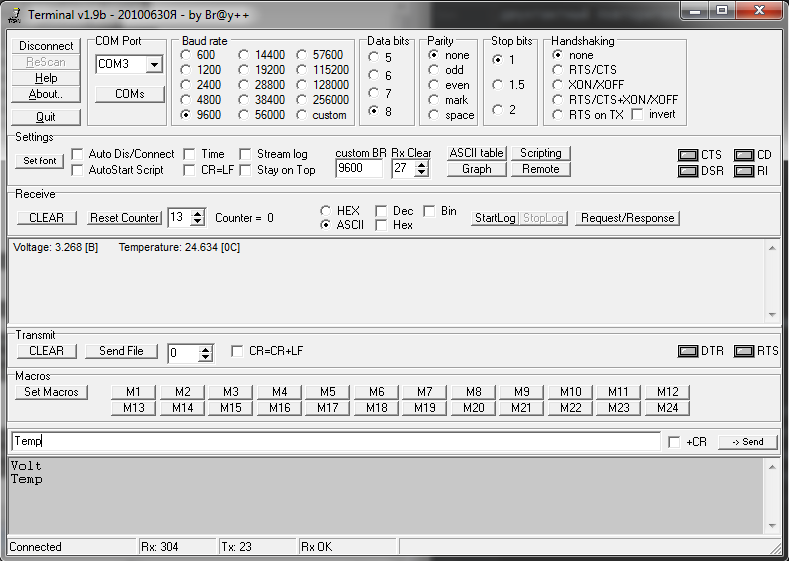 Terminal v1.9b - 20100630Я - by Br@y++
Disconnect
ReScan
Help
About..
Quit
COM Port
COM3
COMs
Baud rate
600 14400 57600
1200 19200 115200
2400 28800 128000
4800 38400 256000
9600 56000 custom
Data bits
5
6
7
8
Parity
none
odd
even
mark
space
Stop bits
1
1.5
2
Handshaking
none
RTS/CTS
XON/XOFF
RTS/CTS+XON/XOFF
RTS on TX invert
Settings
Set font
Auto Dis/Connect Time Stream log
AutoStart Script CR=LF Stay on Top
custom BR Rx Clear
9600 27
ASCII table Scripting
Graph Remote
CTS CD
DSR RI
Receive
CLEAR Reset Counter 13 Counter = 0
HEX Dec Bin
ASCII Hex
StartLog StopLog Request/Response
Voltage: 3.268 [B] Temperature: 24.634 [0C]
Transmit
CLEAR Send File 0 CR=CR+LF DTR RTS
Macros
Set Macros
M1 M2 M3 M4 M5 M6 M7 M8 M9 M10 M11 M12
M13 M14 M15 M16 M17 M18 M19 M20 M21 M22 M23 M24
Temp +CR -> Send
Volt
Temp
Connected Rx: 304 Tx: 23 Rx OK